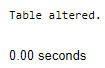 Table altered.
0.00 seconds